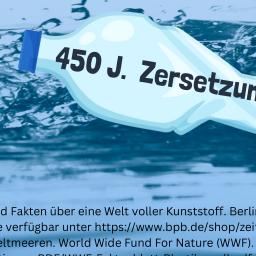 450 J. Zersetzun
d Fakten über eine Welt voller Kunststoff. Berli
e verfügbar unter https://www.bpb.de/shop/zeit
eltmeeren. World Wide Fund For Nature (WWF).